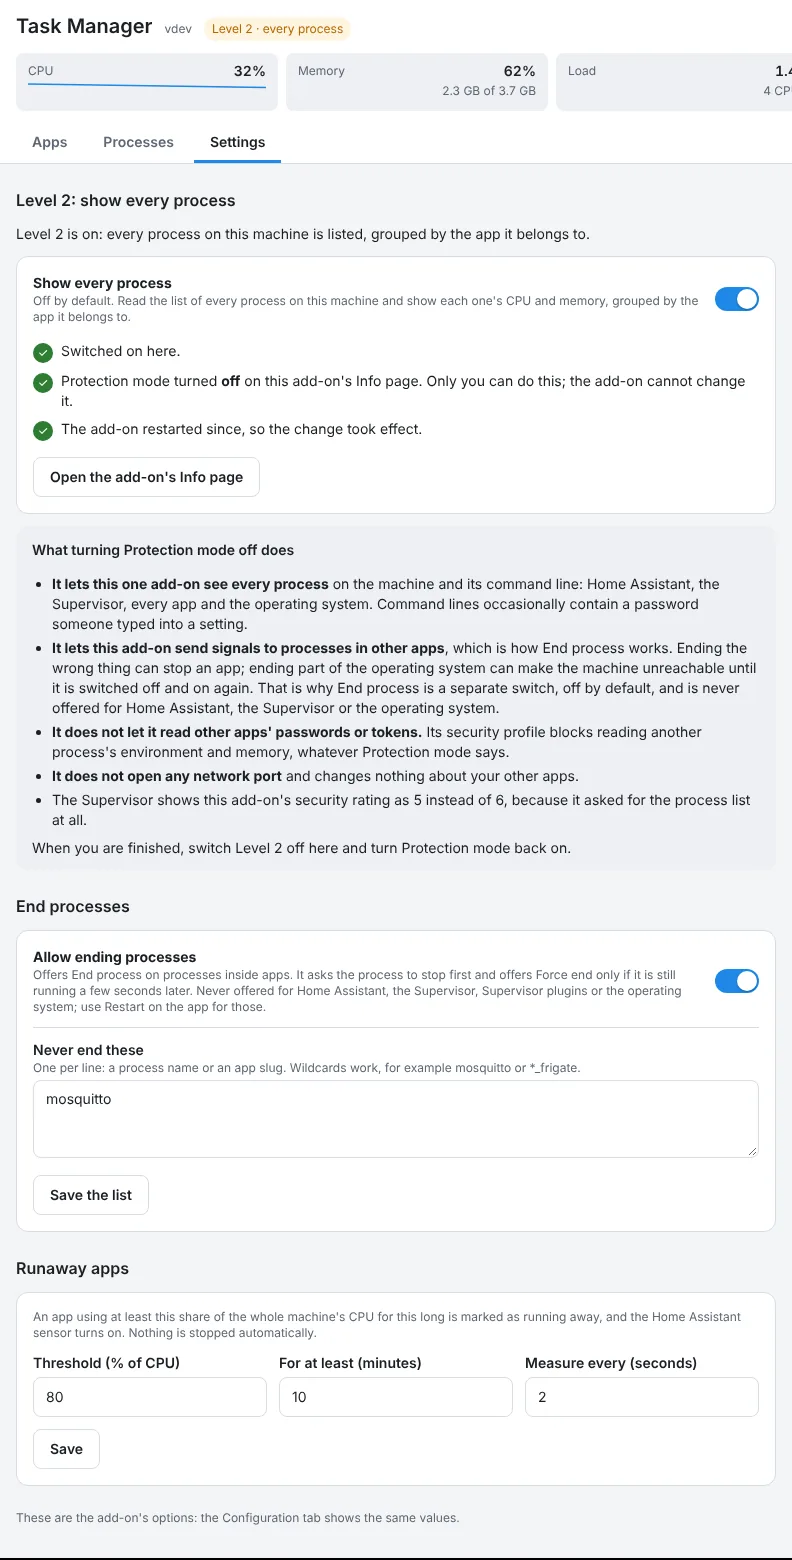 Task Manager vdev Level 2 · every process
CPU 32%
Memory 62%
2.3 GB of 3.7 GB
Load 1.4
4 CP
Apps Processes Settings
Level 2: show every process
Level 2 is on: every process on this machine is listed, grouped by the app it belongs to.
Show every process
Off by default. Read the list of every process on this machine and show each one's CPU and memory, grouped by the
app it belongs to.
Switched on here.
Protection mode turned off on this add-on's Info page. Only you can do this; the add-on cannot change
it.
The add-on restarted since, so the change took effect.
Open the add-on's Info page
What turning Protection mode off does
• It lets this one add-on see every process on the machine and its command line: Home Assistant, the
Supervisor, every app and the operating system. Command lines occasionally contain a password
someone typed into a setting.
• It lets this add-on send signals to processes in other apps, which is how End process works. Ending the
wrong thing can stop an app; ending part of the operating system can make the machine unreachable until
it is switched off and on again. That is why End process is a separate switch, off by default, and is never
offered for Home Assistant, the Supervisor or the operating system.
• It does not let it read other apps' passwords or tokens. Its security profile blocks reading another
process's environment and memory, whatever Protection mode says.
• It does not open any network port and changes nothing about your other apps.
• The Supervisor shows this add-on's security rating as 5 instead of 6, because it asked for the process list
at all.
When you are finished, switch Level 2 off here and turn Protection mode back on.
End processes
Allow ending processes
Offers End process on processes inside apps. It asks the process to stop first and offers Force end only if it is still
running a few seconds later. Never offered for Home Assistant, the Supervisor, Supervisor plugins or the operating
system; use Restart on the app for those.
Never end these
One per line: a process name or an app slug. Wildcards work, for example mosquitto or *_frigate.
mosquitto
Save the list
Runaway apps
An app using at least this share of the whole machine's CPU for this long is marked as running away, and the Home Assistant
sensor turns on. Nothing is stopped automatically.
Threshold (% of CPU) For at least (minutes) Measure every (seconds)
80 10 2
Save
These are the add-on's options: the Configuration tab shows the same values.